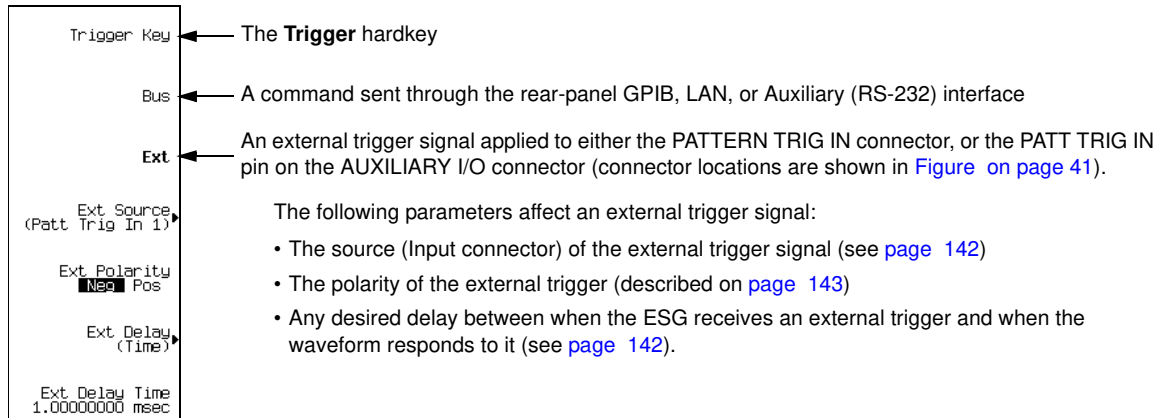 Trigger Key
The Trigger hardkey
Bus
A command sent through the rear-panel GPIB, LAN, or Auxiliary (RS-232) interface
Ext
An external trigger signal applied to either the PATTERN TRIG IN connector, or the PATT TRIG IN
pin on the AUXILIARY I/O connector (connector locations are shown in Figure on page 41).
Ext Source
(Patt Trig In 1)
The following parameters affect an external trigger signal:
• The source (Input connector) of the external trigger signal (see page 142)
Ext Polarity
Neg Pos
• The polarity of the external trigger (described on page 143)
• Any desired delay between when the ESG receives an external trigger and when the
waveform responds to it (see page 142).
Ext Delay
(Time)
Ext Delay Time
1.00000000 msec